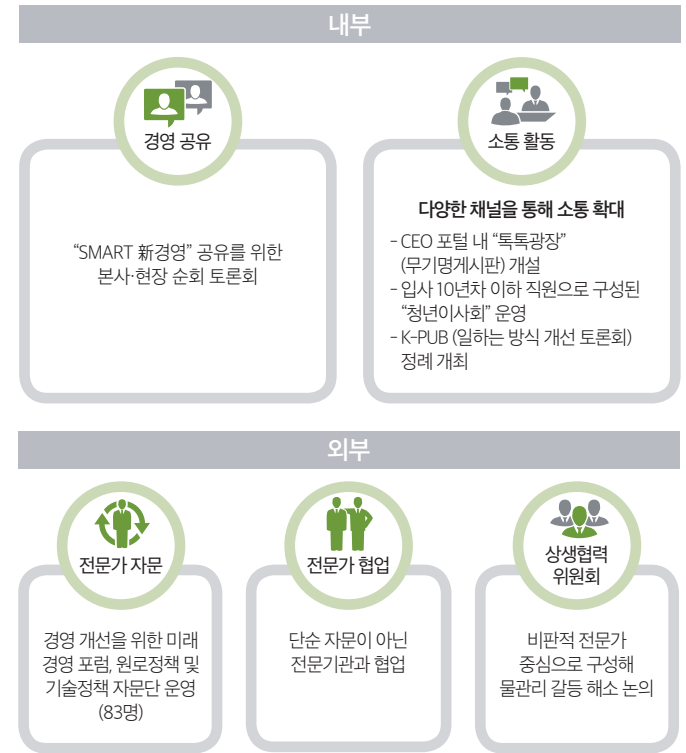 내부
경영 공유
“SMART 新경영” 공유를 위한
본사·현장 순회 토론회
소통 활동
다양한 채널을 통해 소통 확대
- CEO 포털 내 “톡톡광장”
(무기명게시판) 개설
- 입사 10년차 이하 직원으로 구성된
“청년이사회” 운영
- K-PUB (일하는 방식 개선 토론회)
정례 개최
외부
전문가 자문
경영 개선을 위한 미래
경영 포럼, 원로정책 및
기술정책 자문단 운영
(83명)
전문가 협업
단순 자문이 아닌
전문기관과 협업
상생협력
위원회
비판적 전문가
중심으로 구성해
물관리 갈등 해소 논의